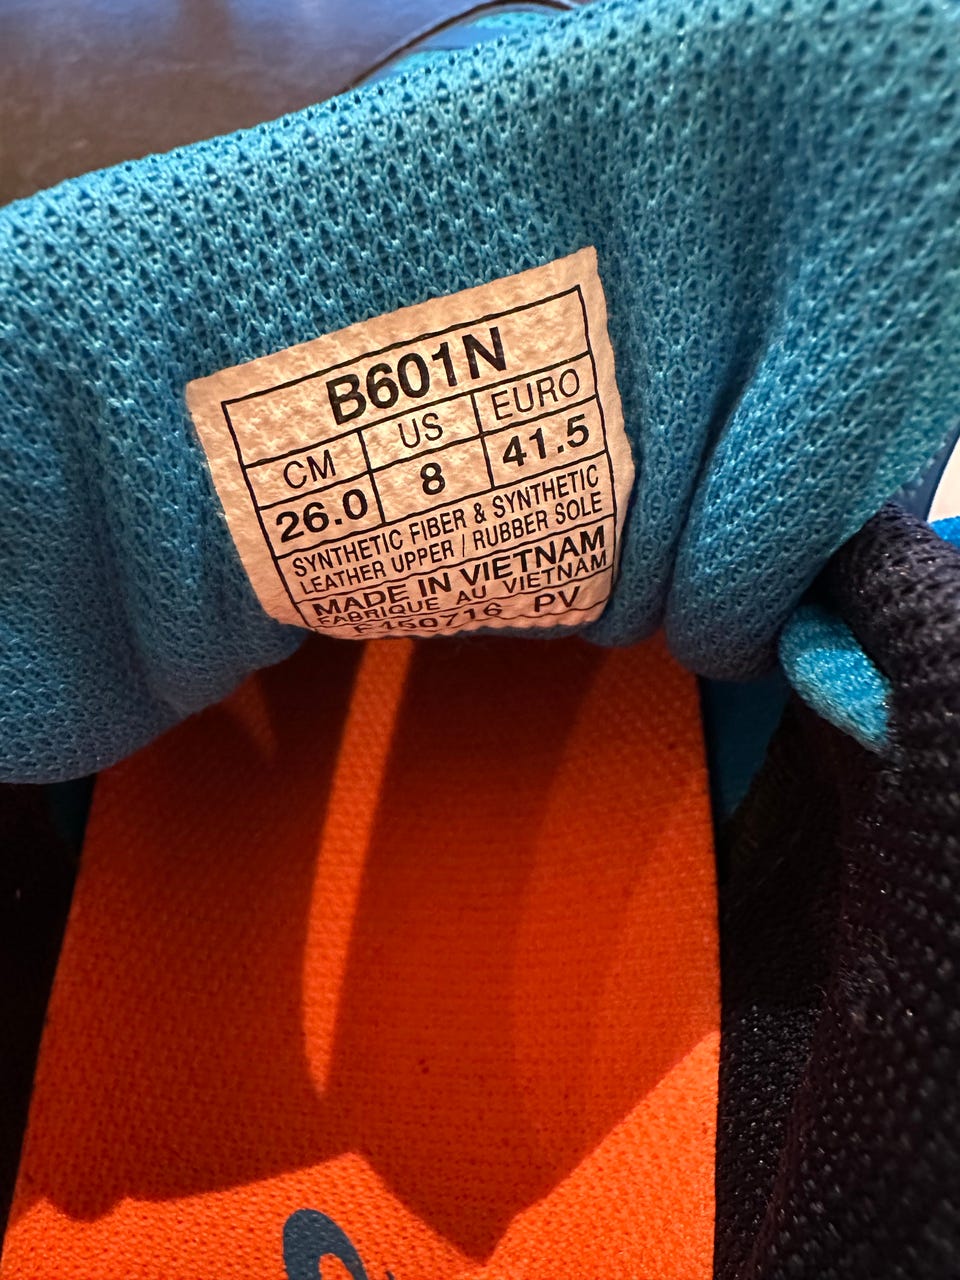 B601N
CM US EURO
26.0 8 41.5
SYNTHETIC FIBER & SYNTHETIC
LEATHER UPPER / RUBBER SOLE
MADE IN VIETNAM
FABRIQUE AU VIETNAM
PV